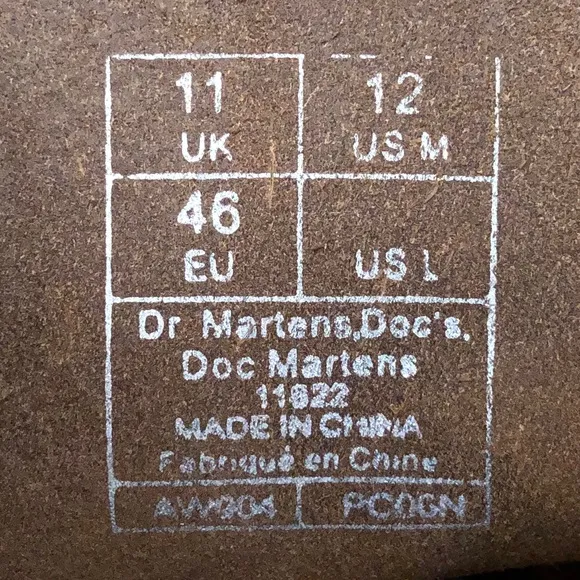 11 12
UK US M
46
EU US L
Dr Martens,Doc's,
Doc Martens
11822
MADE IN CHINA
Fabriqué en Chine
AW004 PC06N